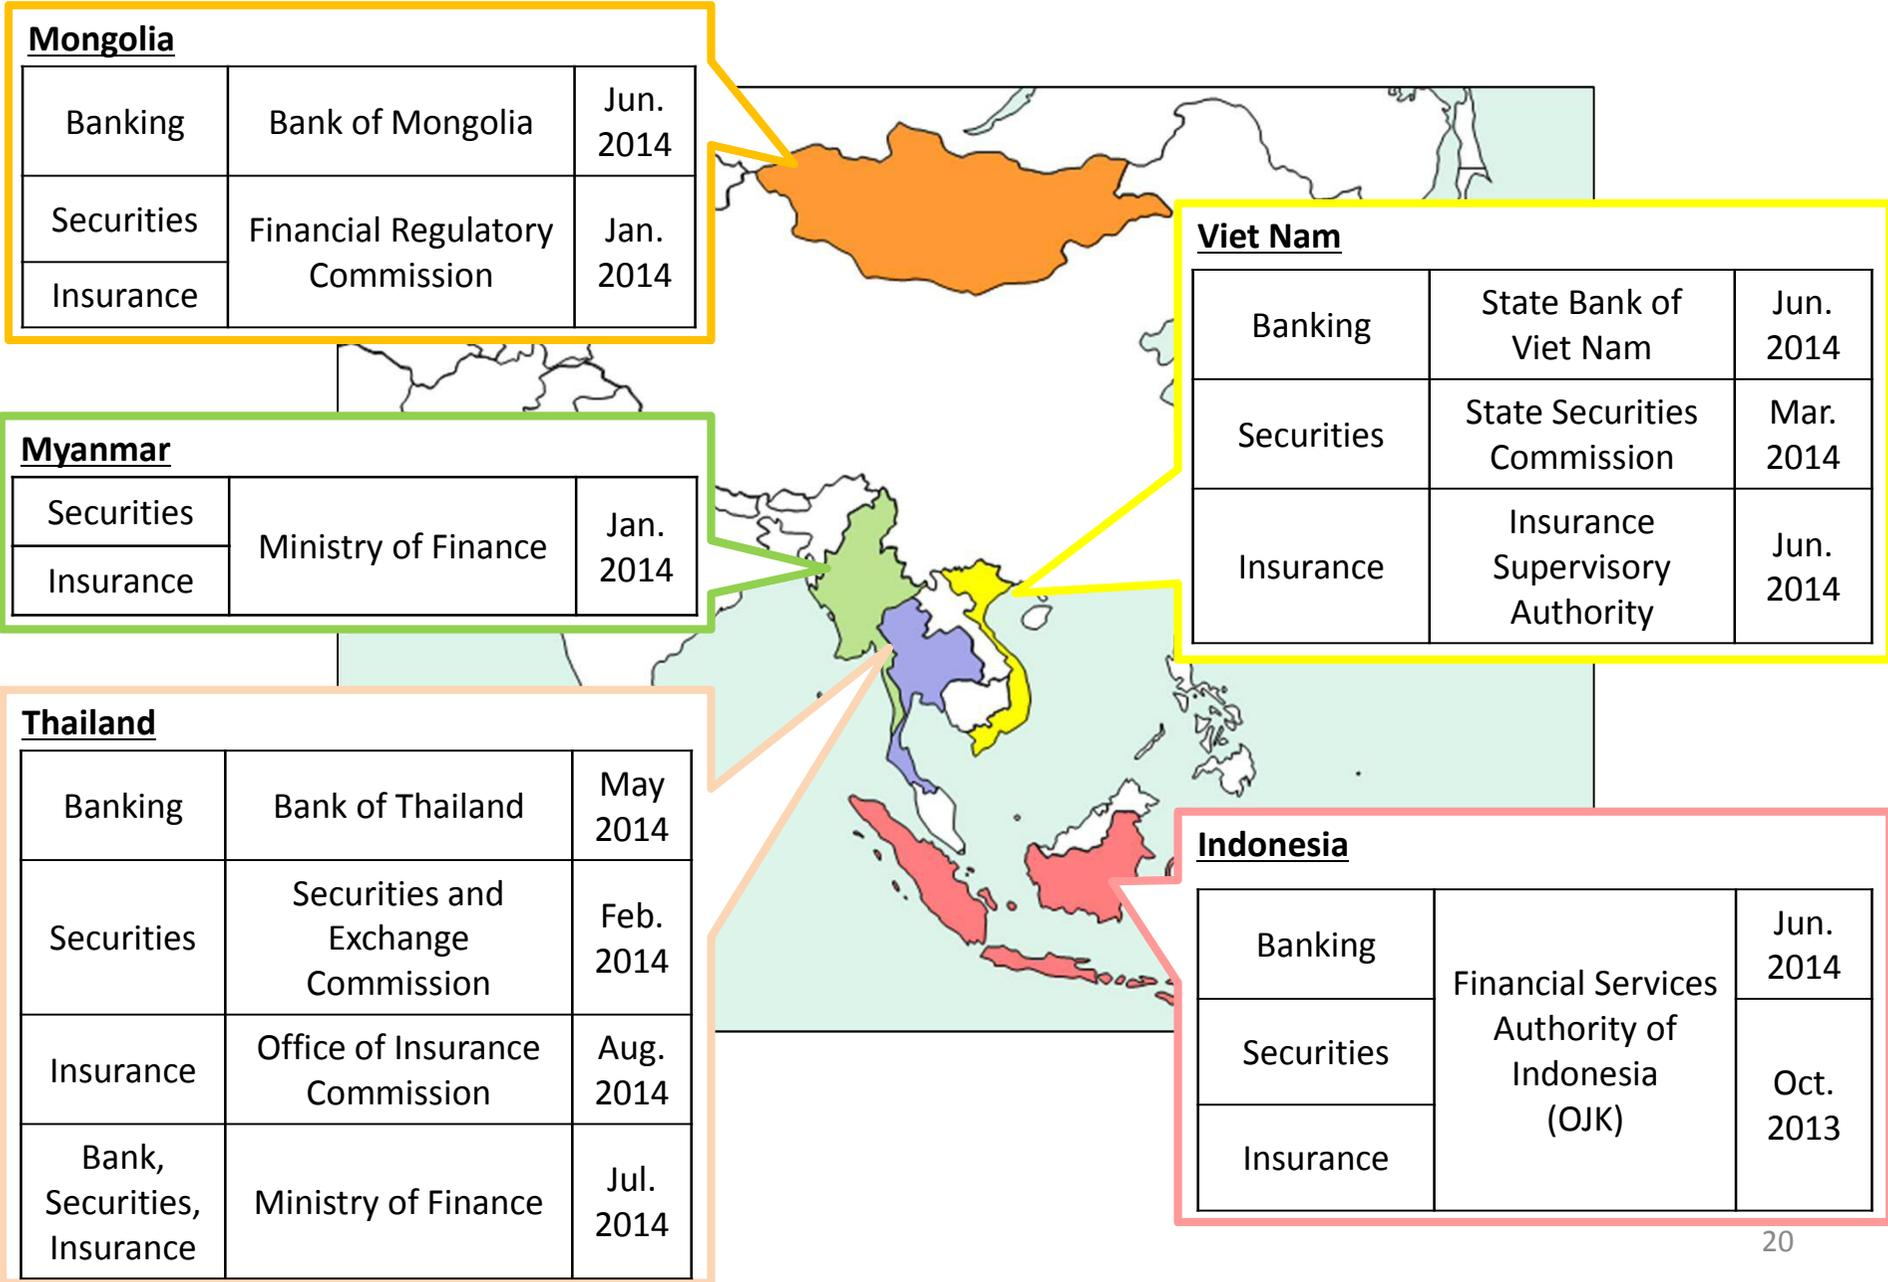 Mongolia
Banking
Bank of Mongolia
Jun.
2014
Securities
Insurance
Financial Regulatory
Commission
Jan.
2014
Viet Nam
Banking
State Bank of
Viet Nam
Jun.
2014
Securities
State Securities
Commission
Mar.
2014
Insurance
Insurance
Supervisory
Authority
Jun.
2014
Myanmar
Securities
Insurance
Ministry of Finance
Jan.
2014
Thailand
Banking
Bank of Thailand
May
2014
Securities
Securities and
Exchange
Commission
Feb.
2014
Insurance
Office of Insurance
Commission
Aug.
2014
Bank,
Securities,
Insurance
Ministry of Finance
Jul.
2014
Indonesia
Banking
Securities
Insurance
Financial Services
Authority of
Indonesia
(OJK)
Jun.
2014
Oct.
2013
20